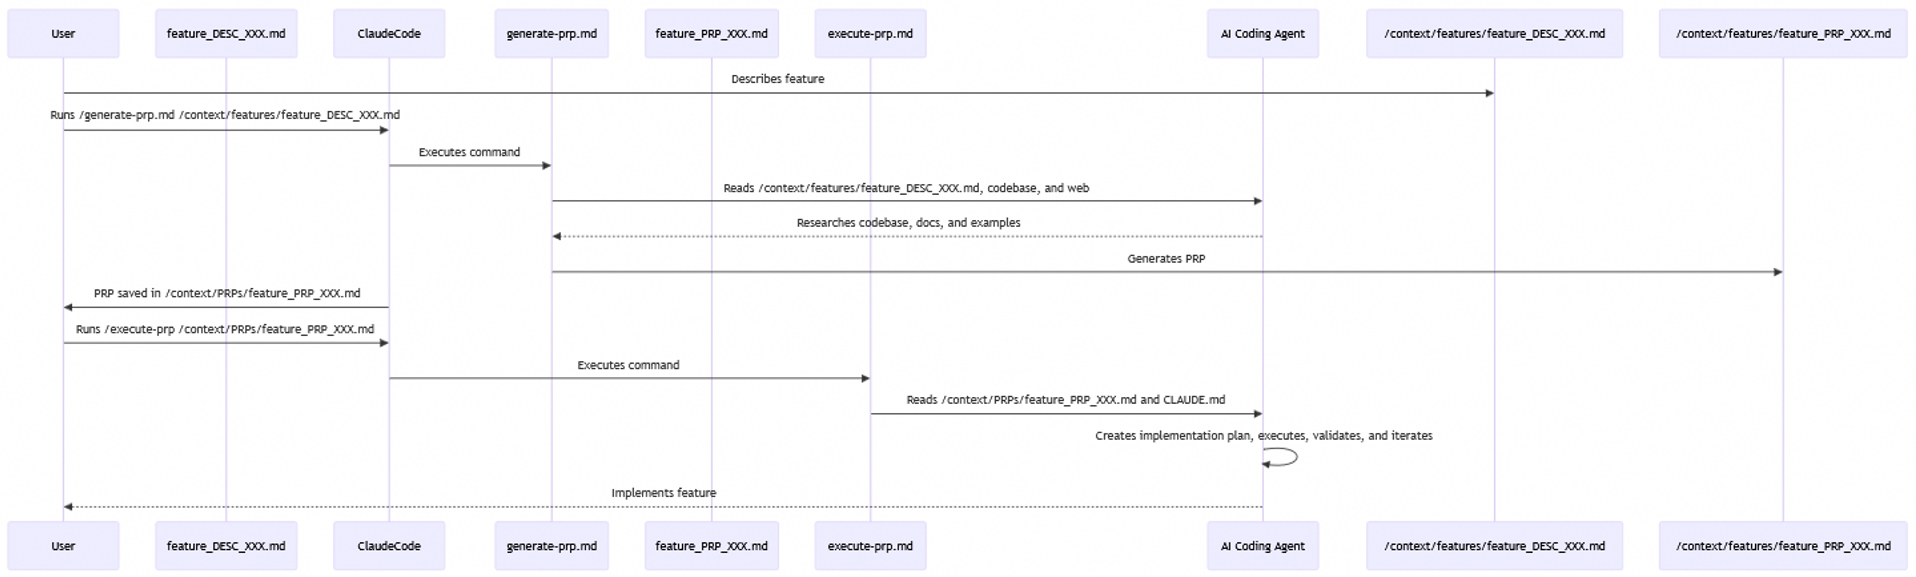 User
feature_DESC_XXX.md
ClaudeCode
generate-prp.md
feature_PRP_XXX.md
execute-prp.md
AI Coding Agent
/context/features/feature_DESC_XXX.md
/context/features/feature_PRP_XXX.md
Describes feature
Runs /generate-prp.md /context/features/feature_DESC_XXX.md
Executes command
Reads /context/features/feature_DESC_XXX.md, codebase, and web
Researches codebase, docs, and examples
Generates PRP
PRP saved in /context/PRPs/feature_PRP_XXX.md
Runs /execute-prp /context/PRPs/feature_PRP_XXX.md
Executes command
Reads /context/PRPs/feature_PRP_XXX.md and CLAUDE.md
Creates implementation plan, executes, validates, and iterates
Implements feature
User
feature_DESC_XXX.md
ClaudeCode
generate-prp.md
feature_PRP_XXX.md
execute-prp.md
AI Coding Agent
/context/features/feature_DESC_XXX.md
/context/features/feature_PRP_XXX.md